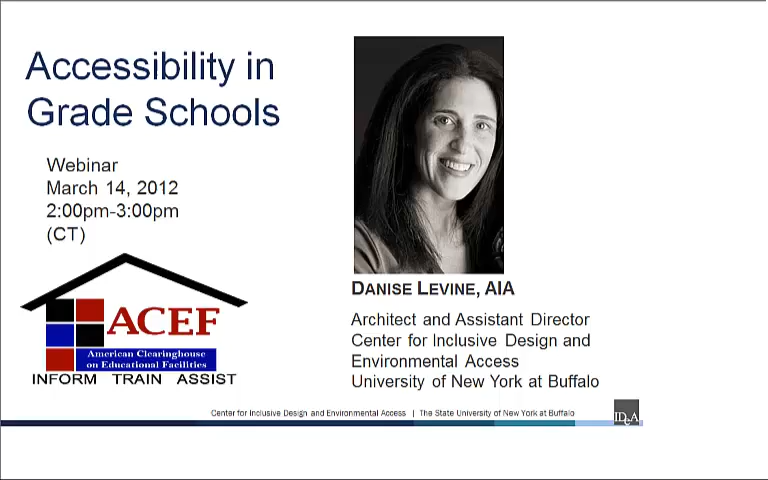 Accessibility in
Grade Schools
Webinar
March 14, 2012
2:00pm-3:00pm
(CT)
ACEF
American Clearinghouse
on Educational Facilities
INFORM TRAIN ASSIST
DANISE LEVINE, AIA
Architect and Assistant Director
Center for Inclusive Design and
Environmental Access
University of New York at Buffalo
Center for Inclusive Design and Environmental Access | The State University of New York at Buffalo
IDeA